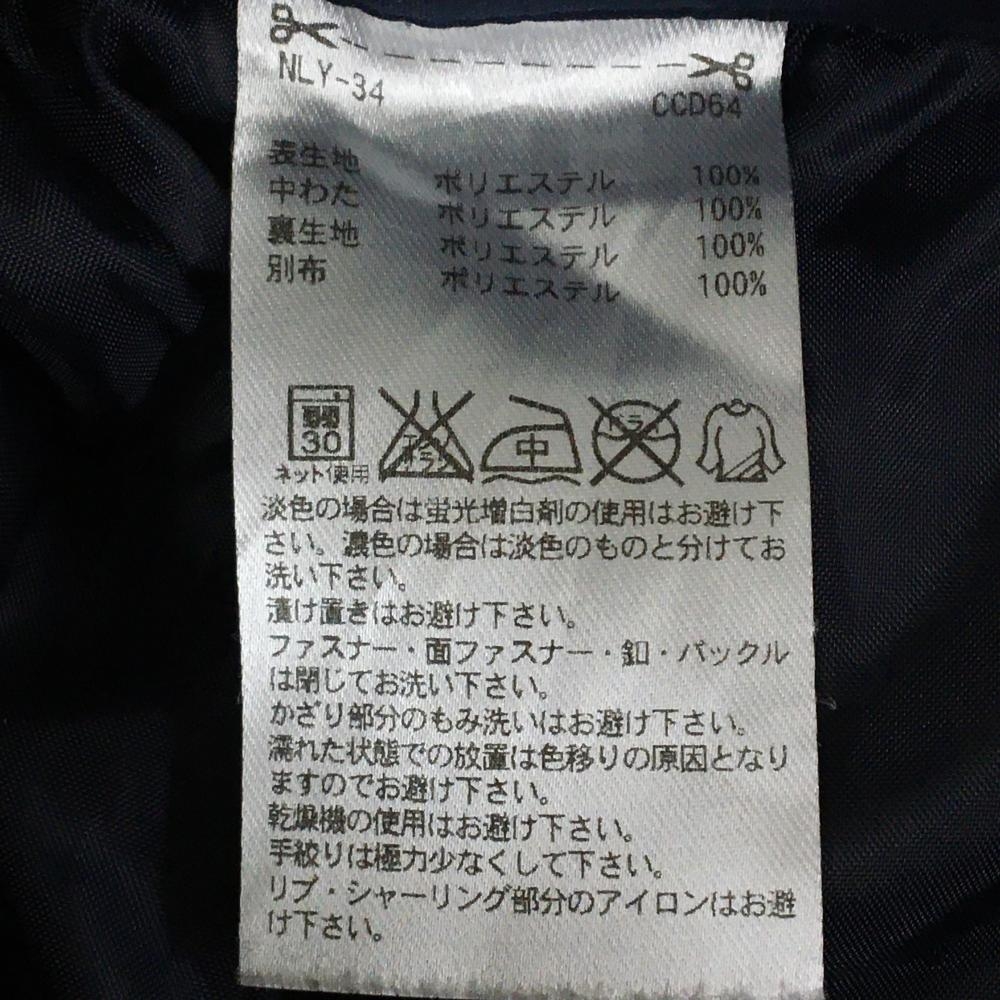 NLY-34 CCD64
表生地 ポリエステル 100%
中わた ポリエステル 100%
裏生地 ポリエステル 100%
別布 ポリエステル 100%
30 中 ドライ
ネット使用
淡色の場合は蛍光増白剤の使用はお避け下
さい。濃色の場合は淡色のものと分けてお
洗い下さい。
漬け置きはお避け下さい。
ファスナー・面ファスナー・釦・バックル
は閉じてお洗い下さい。
かざり部分のもみ洗いはお避け下さい。
濡れた状態での放置は色移りの原因となり
ますのでお避け下さい。
乾燥機の使用はお避け下さい。
手絞りは極力少なくして下さい。
リブ・シャーリング部分のアイロンはお避
け下さい。